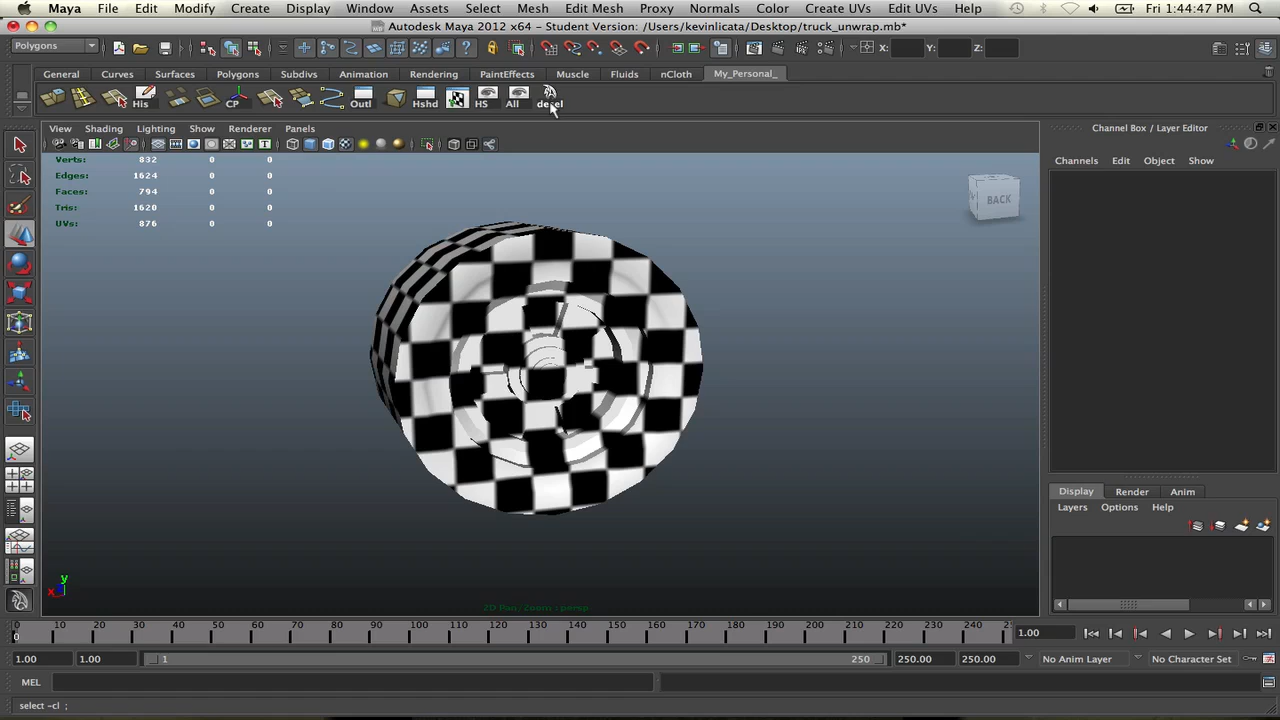 Maya File Edit Modify Create Display Window Assets Select Mesh Edit Mesh Proxy Normals Color Create UVs Edit UVs Help Fri 1:44:47
Autodesk Maya 2012 x64 - Student Version: /Users/kevinlicata/Desktop/truck_unwrap.mb*
Polygons X: Y: Z:
General Curves Surfaces Polygons Subdivs Animation Rendering PaintEffects Muscle Fluids nCloth My_Personal_
His CP Outl Hshd HS All desel
View Shading Lighting Show Renderer Panels
Channel Box / Layer Editor
Channels Edit Object Show
Verts: 832 0 0
Edges: 1624 0 0
Faces: 794 0 0
Tris: 1620 0 0
UVs: 876 0 0
BACK
Display Render Anim
Layers Options Help
y
x
2D Pan/Zoom : persp
0 10 20 30 40 50 60 70 80 90 100 110 120 130 140 150 160 170 180 190 200 210 220 230 240 25
0
1.00
1.00 1.00 1 250 250.00 250.00 No Anim Layer No Character Set
MEL
select -cl ;